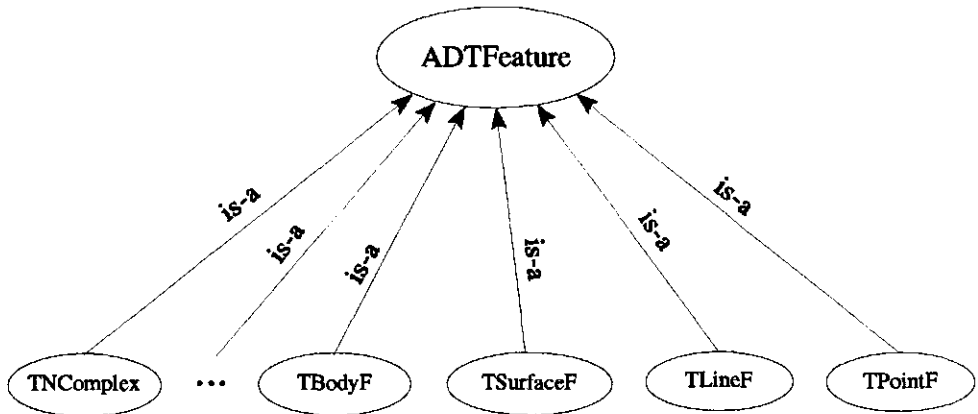 ADTFeature
is-a
is-a
is-a
is-a
is-a
is-a
TNComplex ••• TBodyF TSurfaceF TLineF TPointF